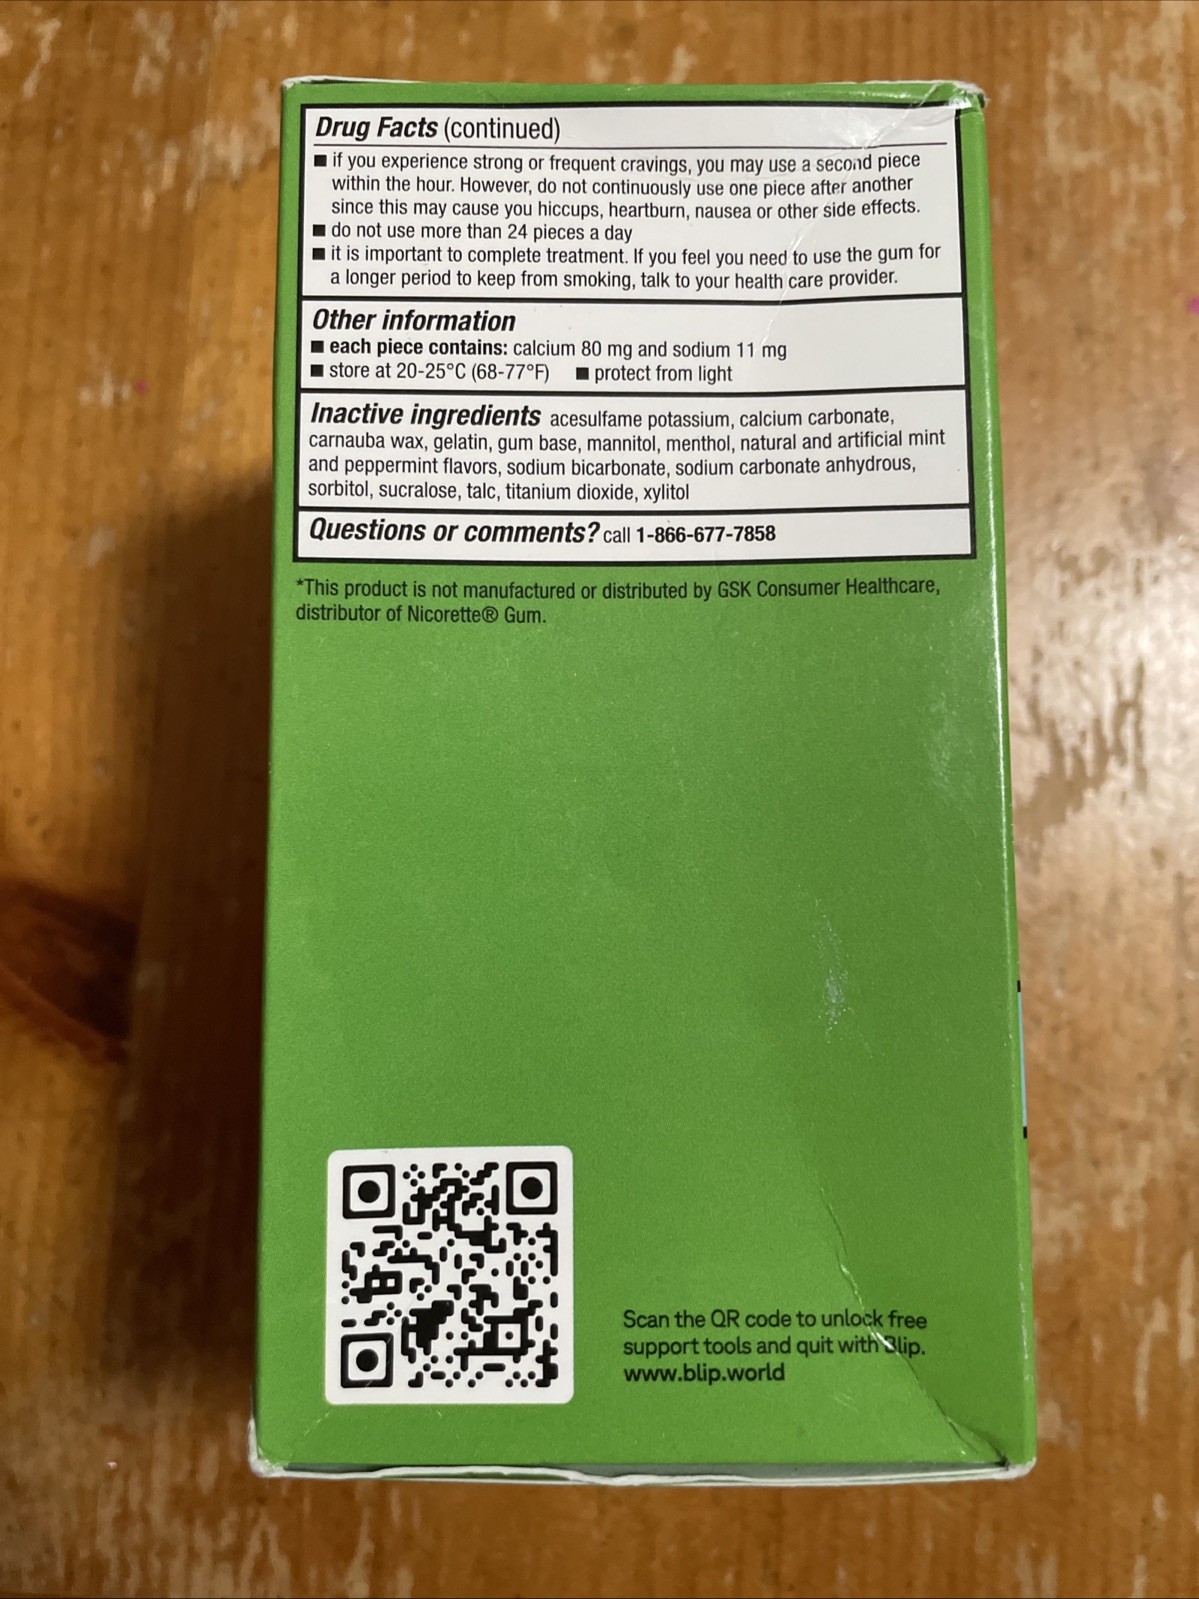 Drug Facts (continued)
■ if you experience strong or frequent cravings, you may use a second piece
within the hour. However, do not continuously use one piece after another
since this may cause you hiccups, heartburn, nausea or other side effects.
■ do not use more than 24 pieces a day
■ it is important to complete treatment. If you feel you need to use the gum for
a longer period to keep from smoking, talk to your health care provider.
Other information
■ each piece contains: calcium 80 mg and sodium 11 mg
■ store at 20-25°C (68-77°F) ■ protect from light
Inactive ingredients acesulfame potassium, calcium carbonate,
carnauba wax, gelatin, gum base, mannitol, menthol, natural and artificial mint
and peppermint flavors, sodium bicarbonate, sodium carbonate anhydrous,
sorbitol, sucralose, talc, titanium dioxide, xylitol
Questions or comments? call 1-866-677-7858
*This product is not manufactured or distributed by GSK Consumer Healthcare,
distributor of Nicorette® Gum.
Scan the QR code to unlock free
support tools and quit with Blip.
www.blip.world